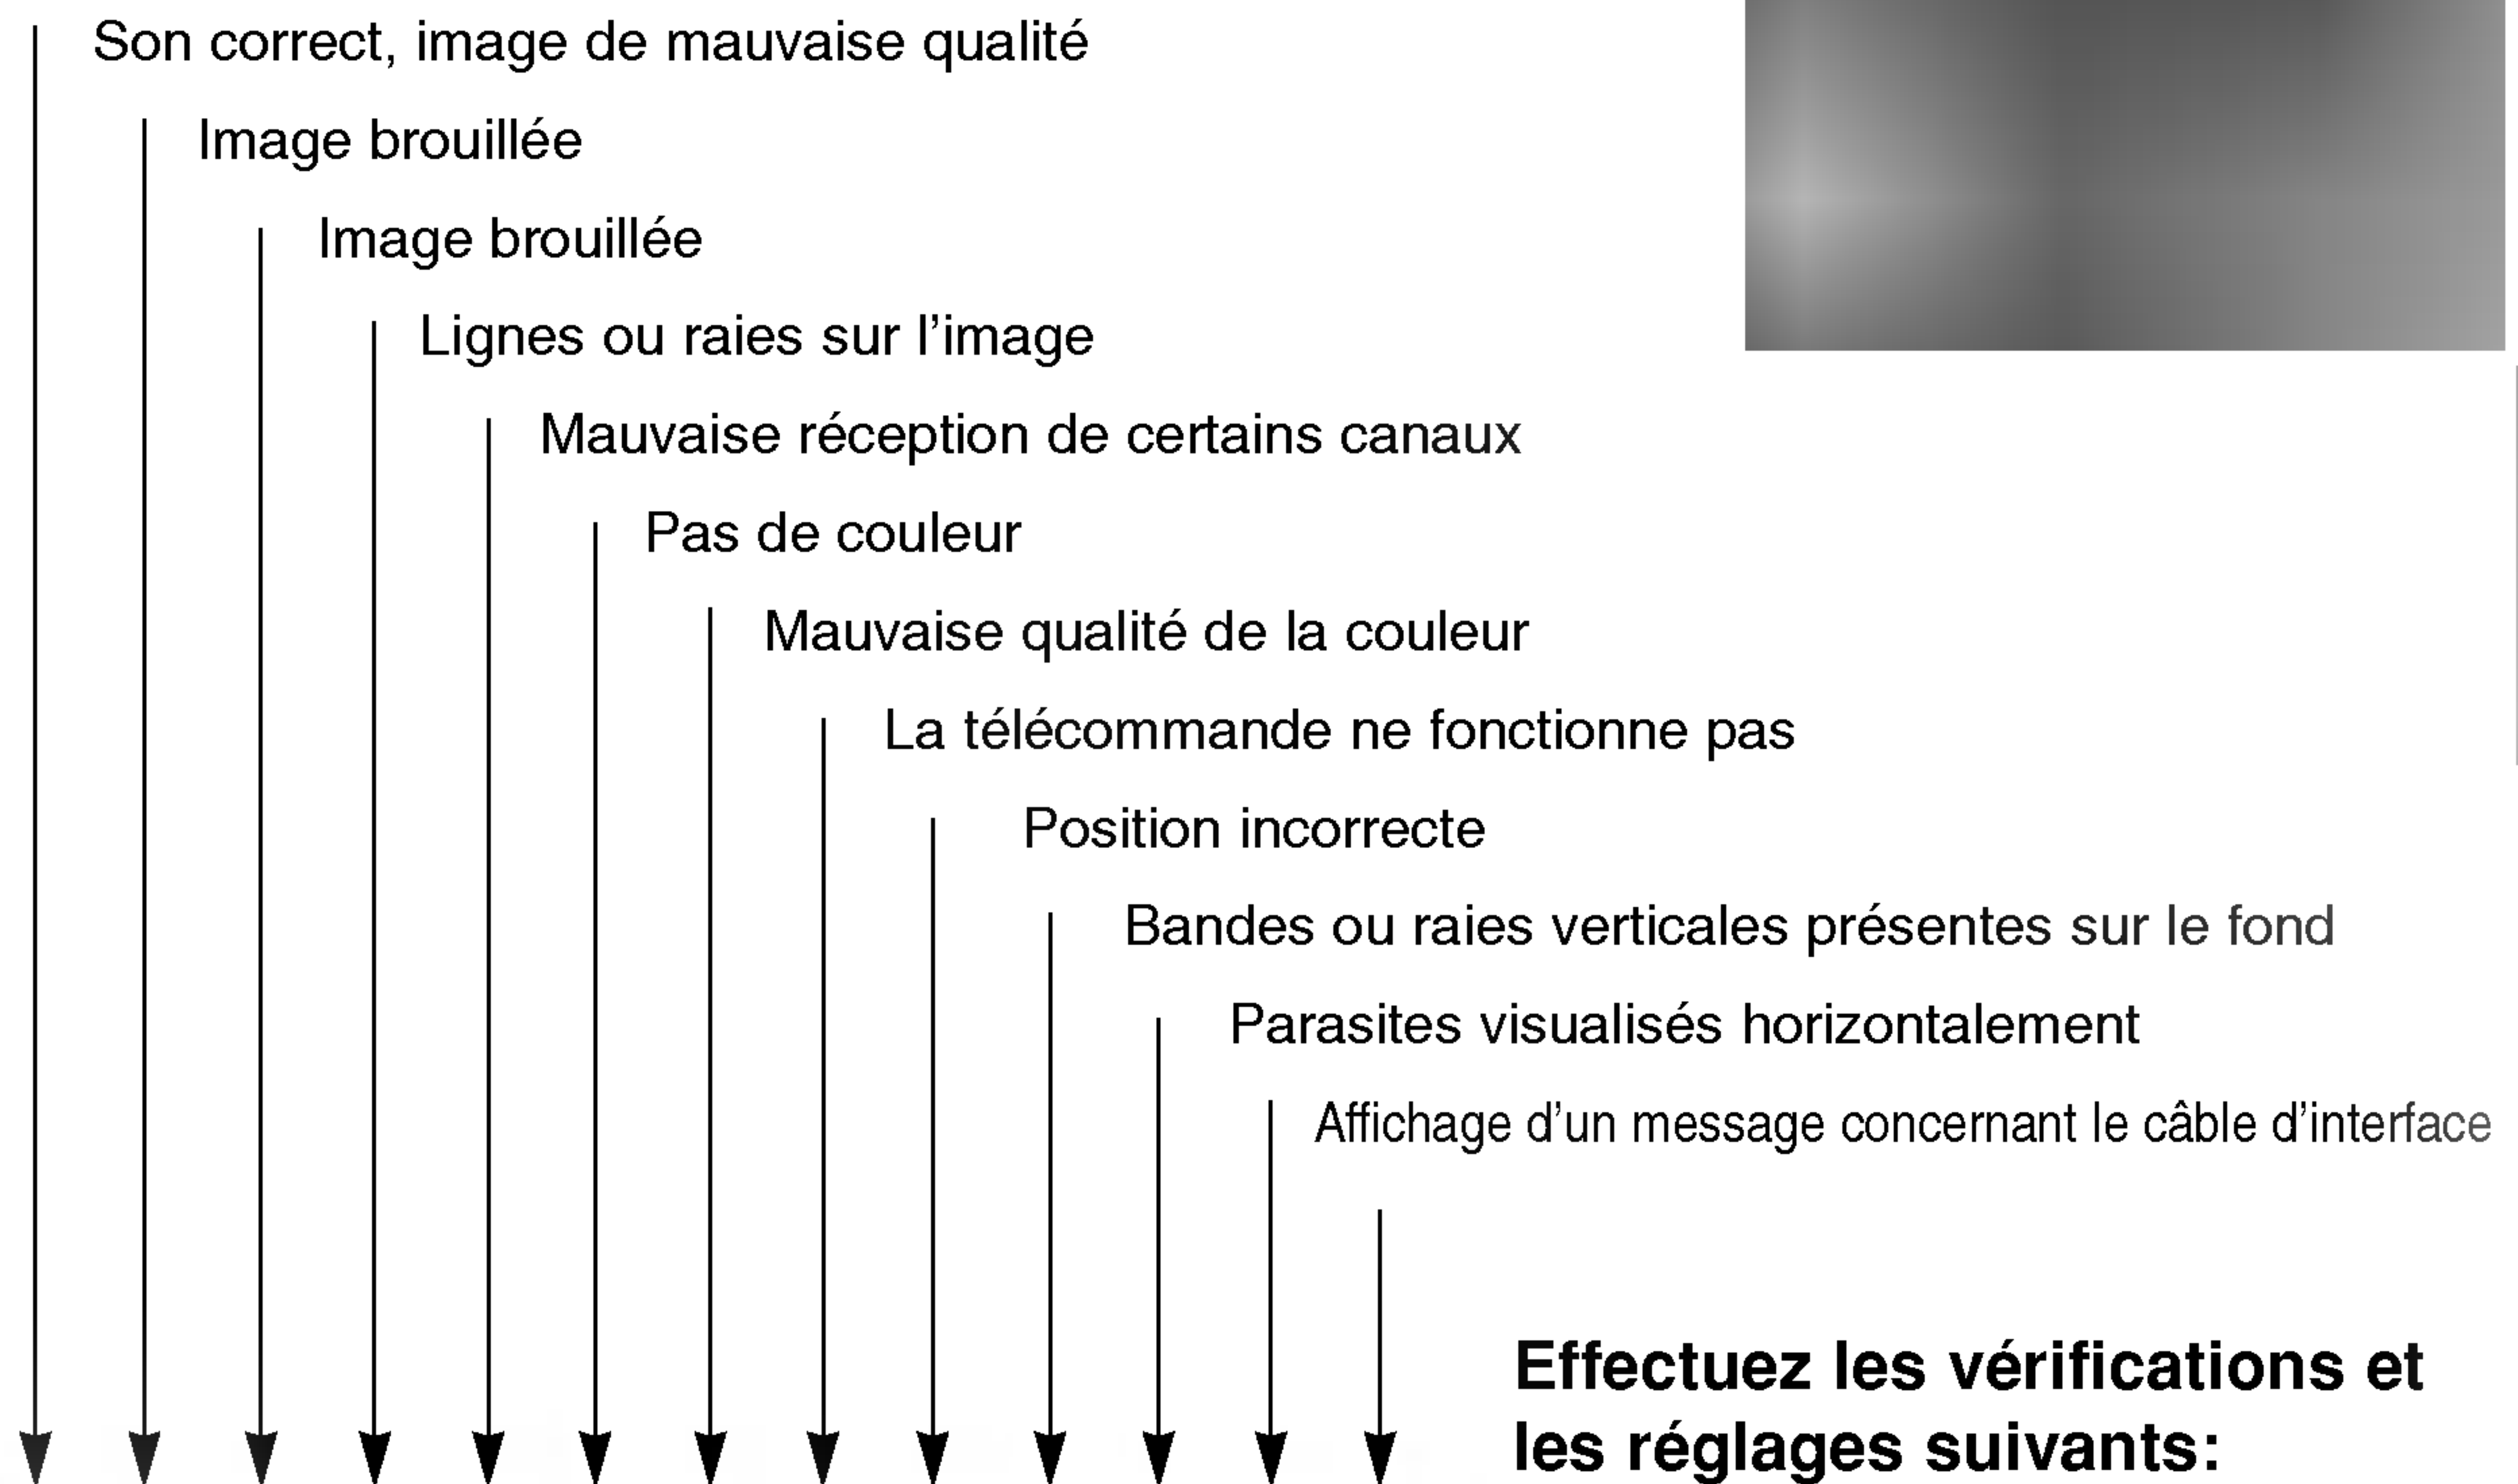 Son correct, image de mauvaise qualité
Image brouillée
Image brouillée
Lignes ou raies sur l’image
Mauvaise réception de certains canaux
Pas de couleur
Mauvaise qualité de la couleur
La télécommande ne fonctionne pas
Position incorrecte
Bandes ou raies verticales présentes sur le fond
Parasites visualisés horizontalement
Affichage d’un message concernant le câble d’interface
Effectuez les vérifications et
les réglages suivants: